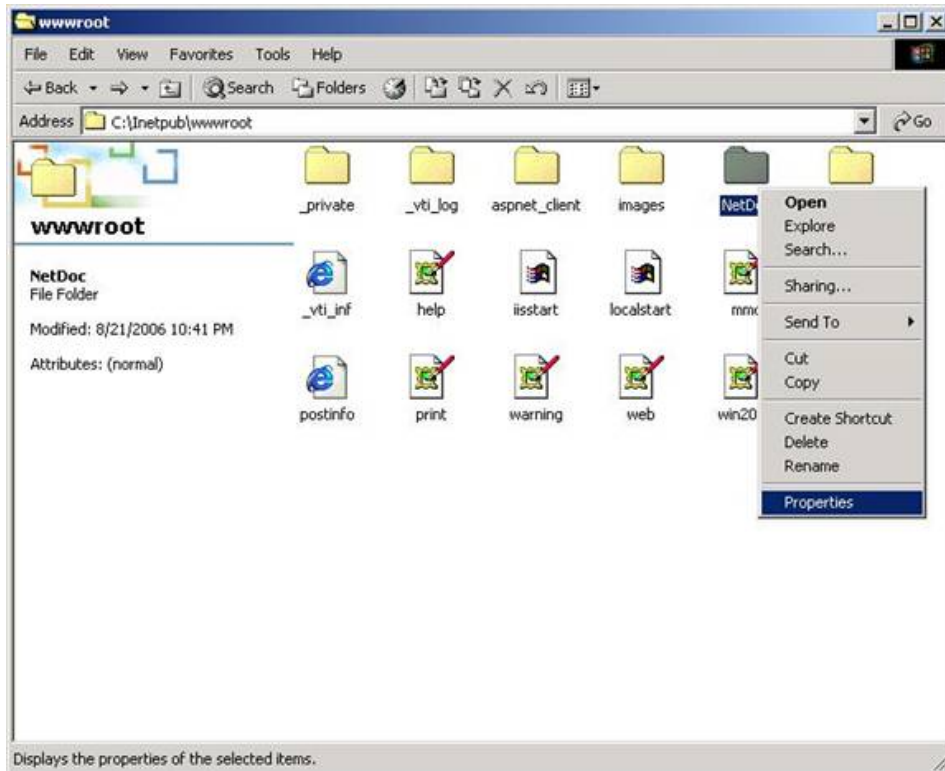 wwwroot
File Edit View Favorites Tools Help
Back Search Folders
Address C:\Inetpub\wwwroot Go
wwwroot
NetDoc
File Folder
Modified: 8/21/2006 10:41 PM
Attributes: (normal)
_private _vti_log aspnet_client images
_vti_inf help iisstart localstart
postinfo print warning web
Open
Explore
Search...
Sharing...
Send To
Cut
Copy
Create Shortcut
Delete
Rename
Properties
Displays the properties of the selected items.